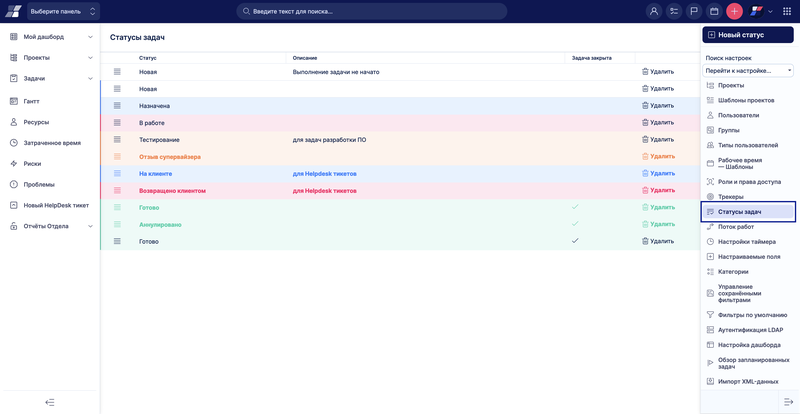 Выберите панель
Введите текст для поиска...
Мой дашборд
Проекты
Задачи
Гантт
Ресурсы
Затраченное время
Риски
Проблемы
Новый HelpDesk тикет
Отчёты Отдела
Статусы задач
Статус Описание Задача закрыта
Новая Выполнение задачи не начато Удалить
Новая Удалить
Назначена Удалить
В работе Удалить
Тестирование для задач разработки ПО Удалить
Отзыв супервайзера Удалить
На клиенте для Helpdesk тикетов Удалить
Возвращено клиентом для Helpdesk тикетов Удалить
Готово Удалить
Аннулировано Удалить
Готово Удалить
Новый статус
Поиск настроек
Перейти к настройке...
Проекты
Шаблоны проектов
Пользователи
Группы
Типы пользователей
Рабочее время
— Шаблоны
Роли и права доступа
Трекеры
Статусы задач
Поток работ
Настройки таймера
Настраиваемые поля
Категории
Управление
сохранёнными
фильтрами
Фильтры по умолчанию
Аутентификация LDAP
Настройка дашборда
Обзор запланированных
задач
Импорт XML-данных